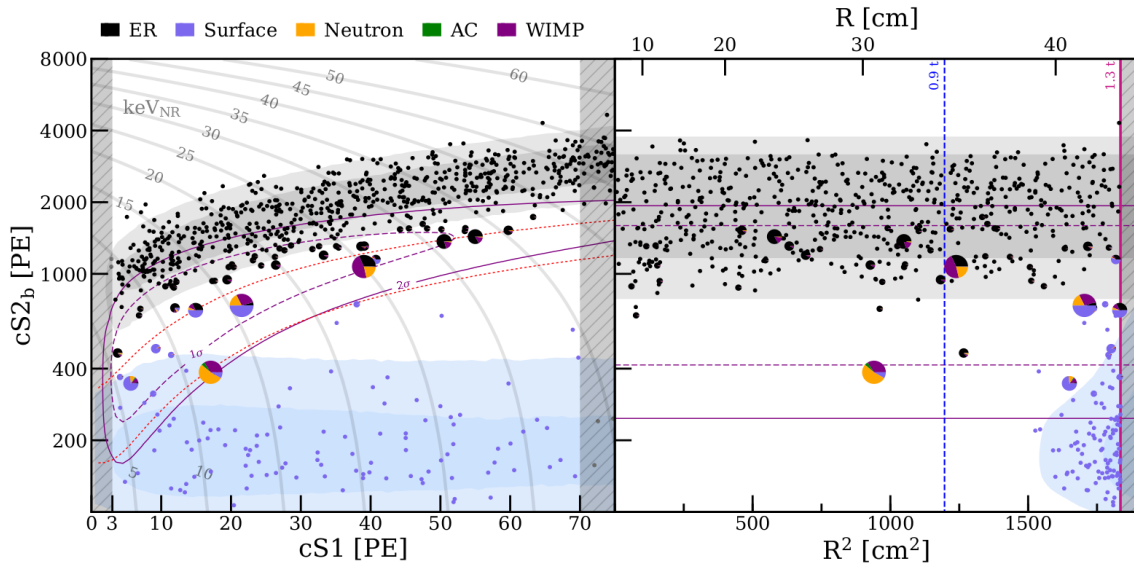 ER Surface Neutron AC WIMP
R [cm]
10 20 30 40
8000
4000
2000
1000
400
200
cS2b [PE]
keVNR
5
10
15
20
25
30
35
40
45
50
60
1σ
2σ
0.9 t
1.3 t
0 3 10 20 30 40 50 60 70
500 1000 1500
cS1 [PE]
R² [cm²]